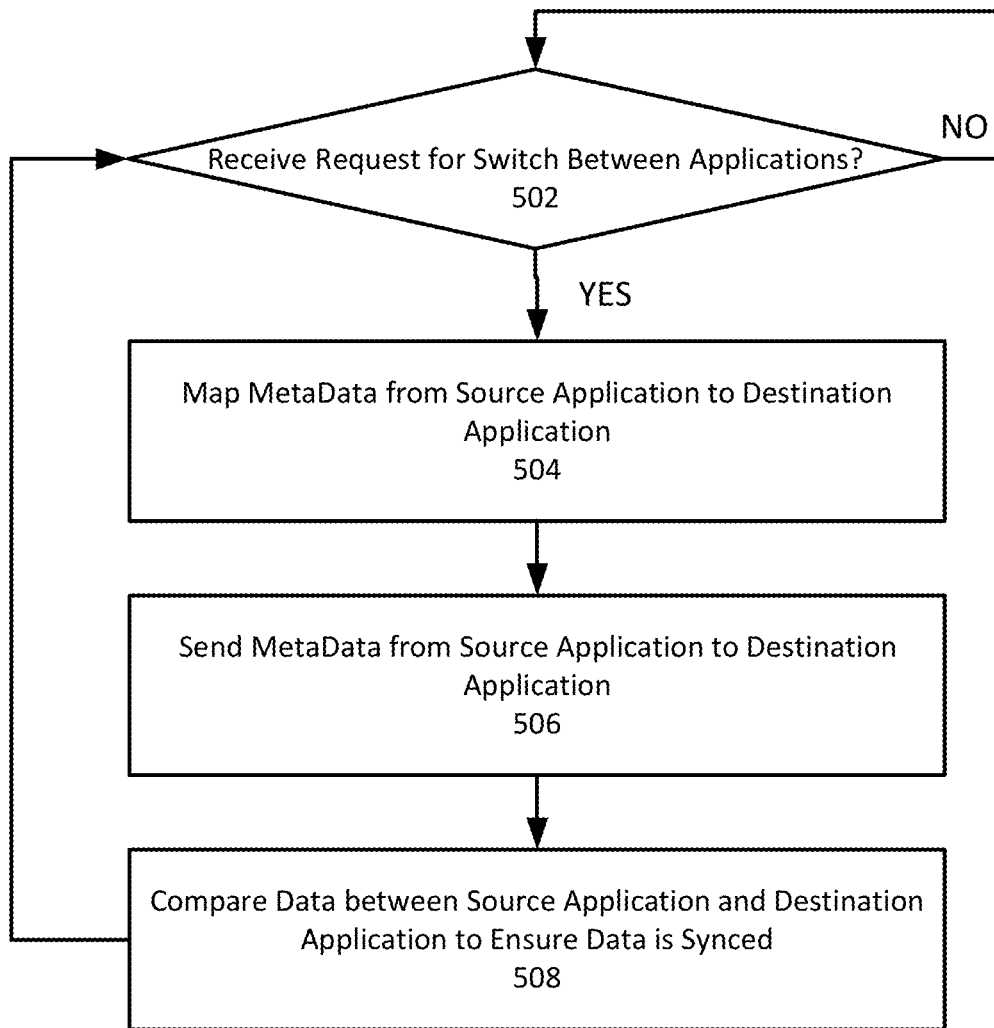 Receive Request for Switch Between Applications?
502
NO
YES
Map MetaData from Source Application to Destination
Application
504
Send MetaData from Source Application to Destination
Application
506
Compare Data between Source Application and Destination
Application to Ensure Data is Synced
508